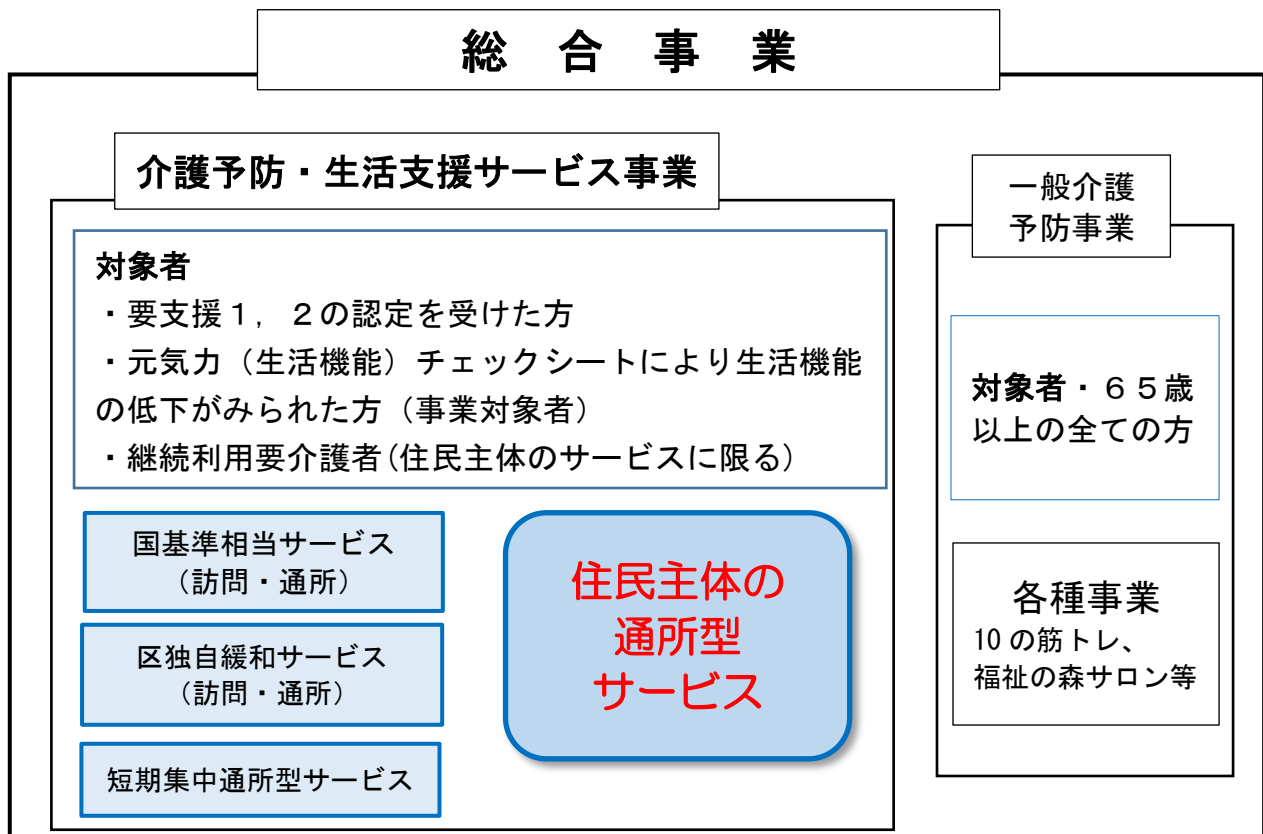 総合事業
介護予防・生活支援サービス事業
対象者
・要支援１，２の認定を受けた方
・元気力（生活機能）チェックシートにより生活機能
の低下がみられた方（事業対象者）
・継続利用要介護者(住民主体のサービスに限る)
国基準相当サービス
（訪問・通所）
区独自緩和サービス
（訪問・通所）
短期集中通所型サービス
住民主体の
通所型
サービス
一般介護
予防事業
対象者・６５歳
以上の全ての方
各種事業
10の筋トレ、
福祉の森サロン等